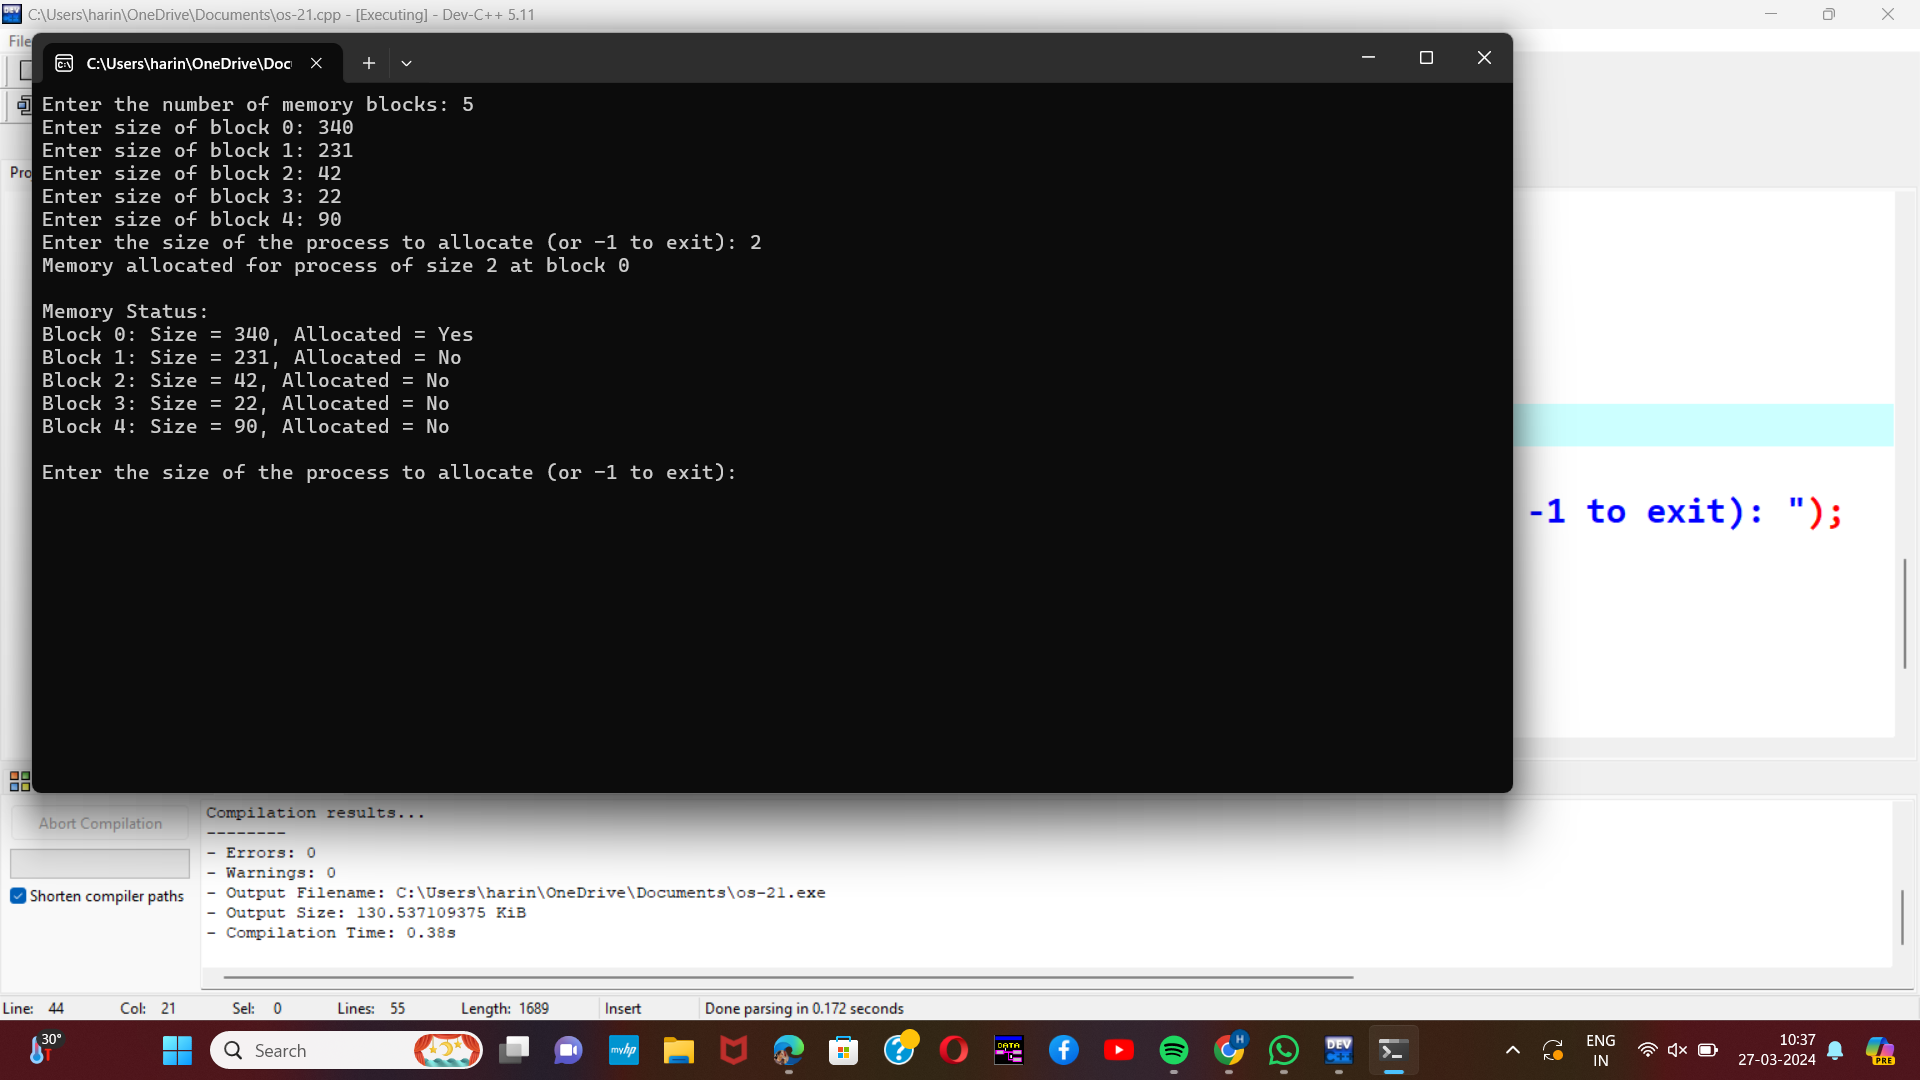 C:\Users\harin\OneDrive\Documents\os-21.cpp - [Executing] - Dev-C++ 5.11
File
C:\Users\harin\OneDrive\Doc
Enter the number of memory blocks: 5
Enter size of block 0: 340
Enter size of block 1: 231
Enter size of block 2: 42
Enter size of block 3: 22
Enter size of block 4: 90
Enter the size of the process to allocate (or -1 to exit): 2
Memory allocated for process of size 2 at block 0
Memory Status:
Block 0: Size = 340, Allocated = Yes
Block 1: Size = 231, Allocated = No
Block 2: Size = 42, Allocated = No
Block 3: Size = 22, Allocated = No
Block 4: Size = 90, Allocated = No
Enter the size of the process to allocate (or -1 to exit):
Pro
-1 to exit): ");
Abort Compilation
Shorten compiler paths
Compilation results...
--------
- Errors: 0
- Warnings: 0
- Output Filename: C:\Users\harin\OneDrive\Documents\os-21.exe
- Output Size: 130.537109375 KiB
- Compilation Time: 0.38s
Line: 44 Col: 21 Sel: 0 Lines: 55 Length: 1689 Insert Done parsing in 0.172 seconds
30°
Search
myhp
DATA
H
DEV C++
ENG
IN
10:37
27-03-2024
PRE